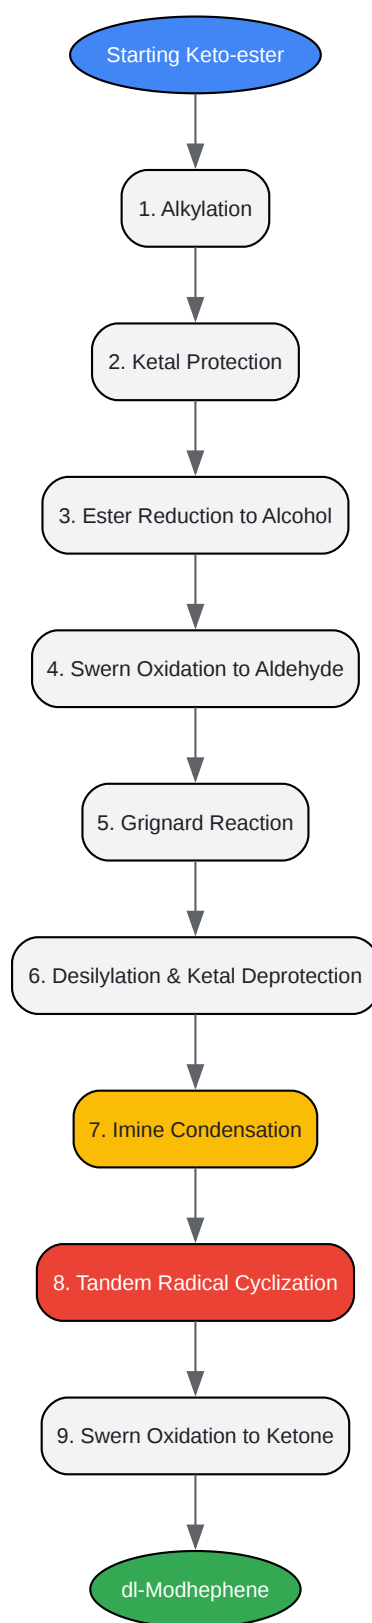 Starting Keto-ester
1. Alkylation
2. Ketal Protection
3. Ester Reduction to Alcohol
4. Swern Oxidation to Aldehyde
5. Grignard Reaction
6. Desilylation & Ketal Deprotection
7. Imine Condensation
8. Tandem Radical Cyclization
9. Swern Oxidation to Ketone
dl-Modhephene